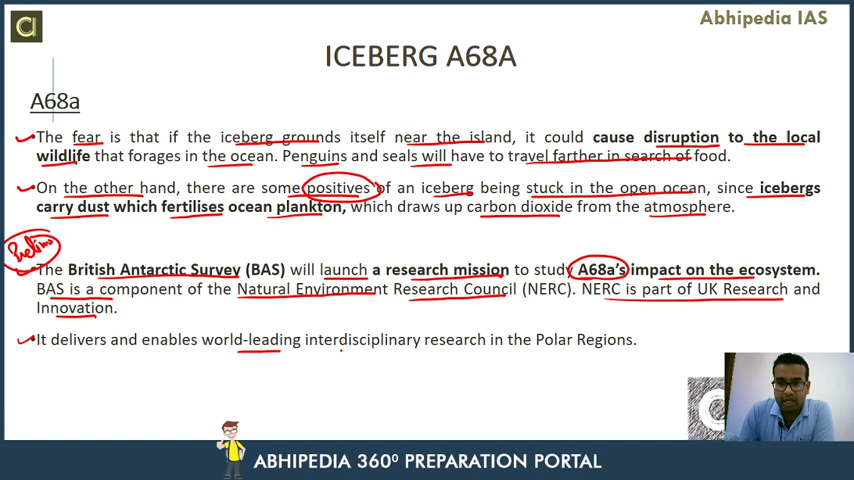 Abhipedia IAS
ICEBERG A68A
A68a
• The fear is that if the iceberg grounds itself near the island, it could cause disruption to the local
wildlife that forages in the ocean. Penguins and seals will have to travel farther in search of food.
• On the other hand, there are some positives of an iceberg being stuck in the open ocean, since icebergs
carry dust which fertilises ocean plankton, which draws up carbon dioxide from the atmosphere.
Prelims
• The British Antarctic Survey (BAS) will launch a research mission to study A68a's impact on the ecosystem.
BAS is a component of the Natural Environment Research Council (NERC). NERC is part of UK Research and
Innovation.
• It delivers and enables world-leading interdisciplinary research in the Polar Regions.
ABHIPEDIA 360⁰ PREPARATION PORTAL